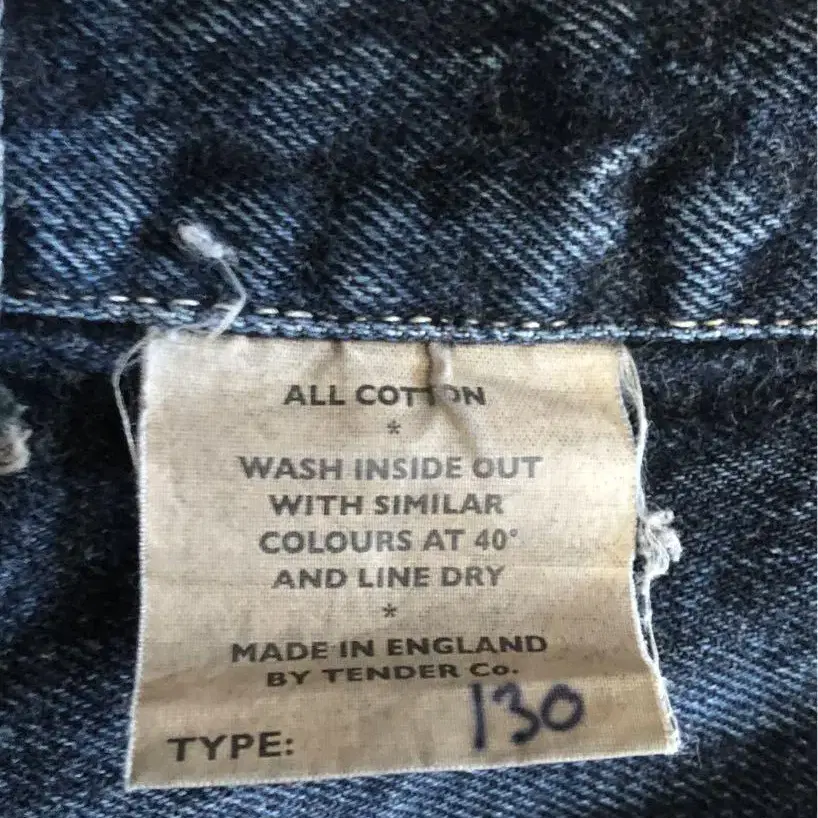 ALL COTTON
*
WASH INSIDE OUT
WITH SIMILAR
COLOURS AT 40°
AND LINE DRY
*
MADE IN ENGLAND
BY TENDER Co.
TYPE: 130